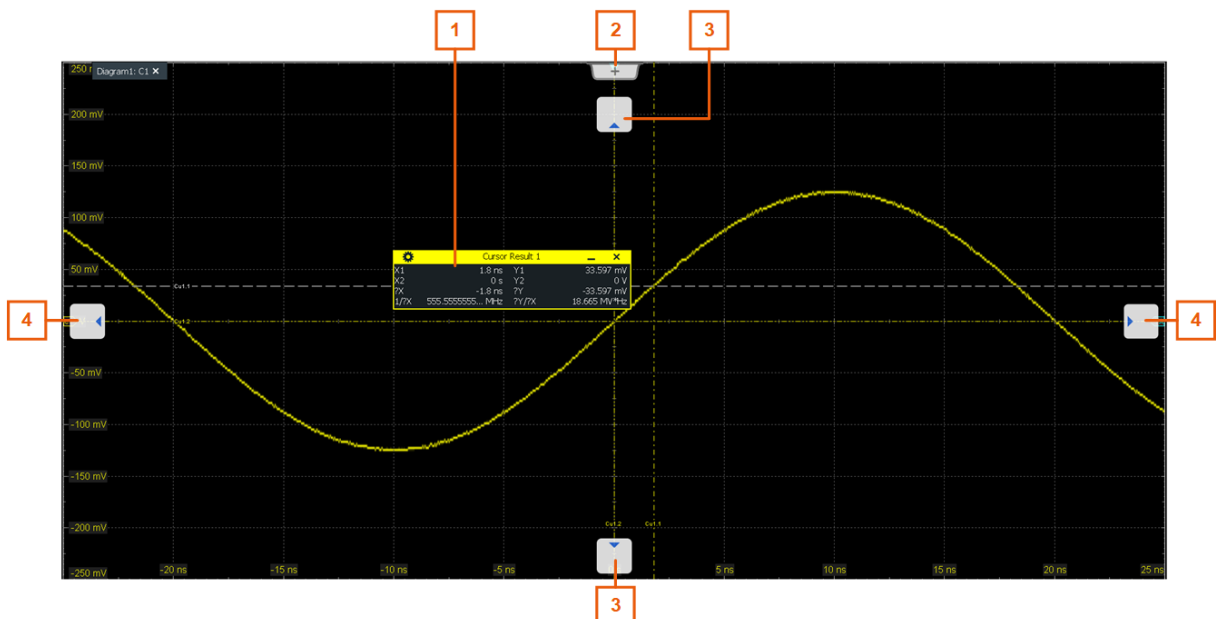 1
2
3
250 m
Diagram1: C1 ✕
+
200 mV
150 mV
100 mV
50 mV
Cursor Result 1
X1 1.8 ns Y1 33.597 mV
X2 0 s Y2 0 V
?X -1.8 ns ?Y -33.597 mV
1/?X 555.5555555... MHz ?Y/?X 18.665 MV*Hz
Cu1.1
Cu1.2
4
4
-50 mV
-100 mV
-150 mV
-200 mV
Cu1.2
Cu1.1
-250 mV
-20 ns
-15 ns
-10 ns
-5 ns
5 ns
10 ns
15 ns
20 ns
25 ns
3